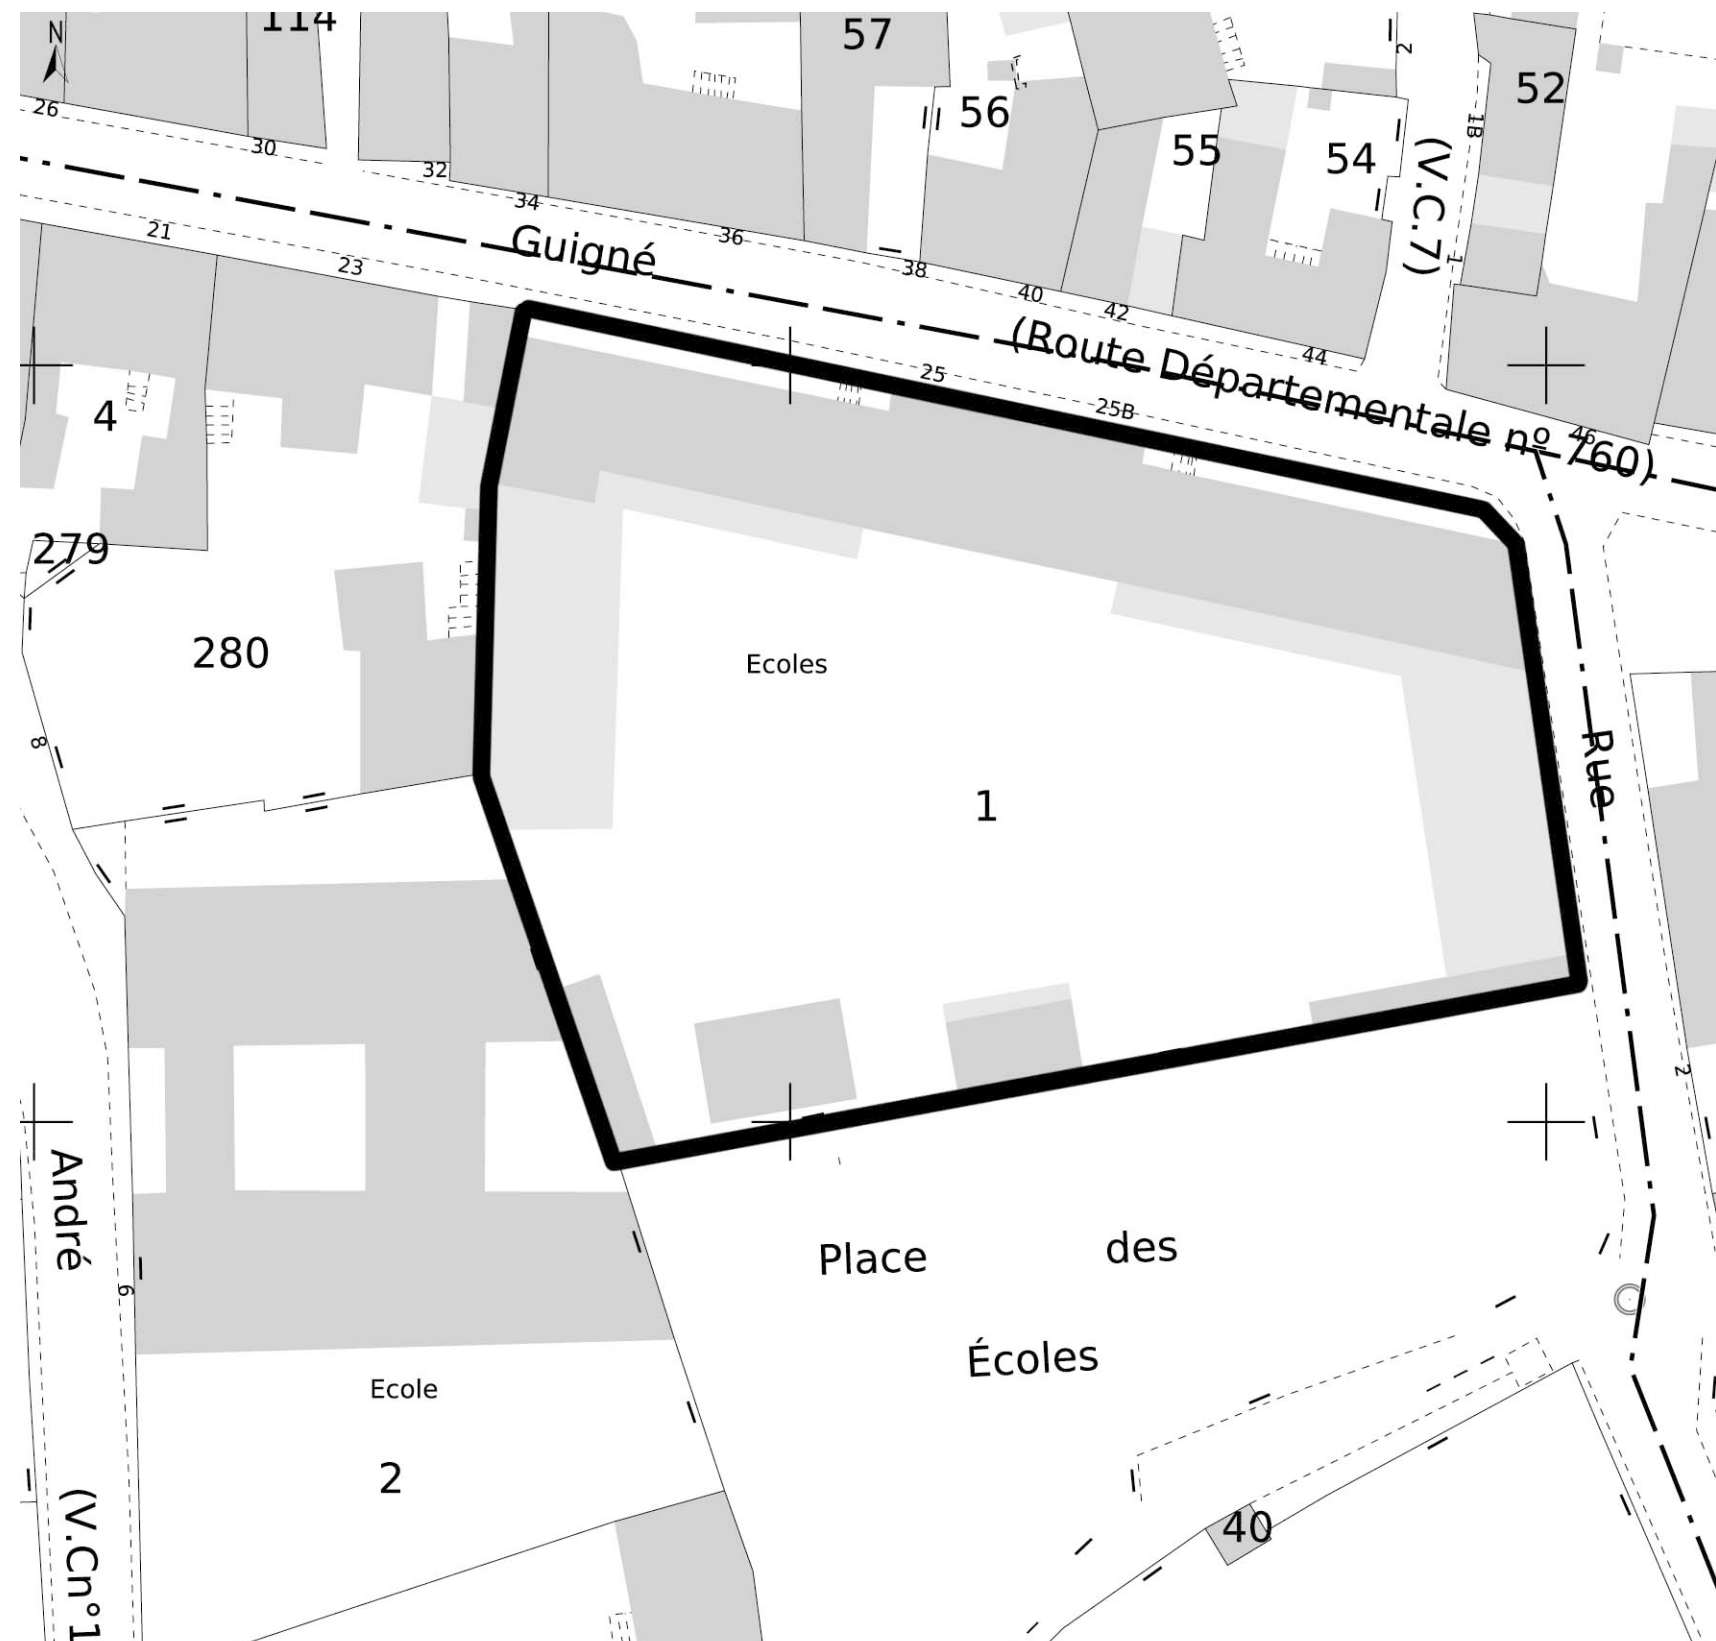 N
114
57
2
52
26
56
1B
30
55
54
(V.C.7)
32
34
21
36
Guigné
23
38
1
40
42
(Route Départementale nº 760)
44
25
25B
46
4
279
280
Ecoles
8
Rue
1
2
André
6
Place des
Écoles
Ecole
2
40
(V.Cn°1